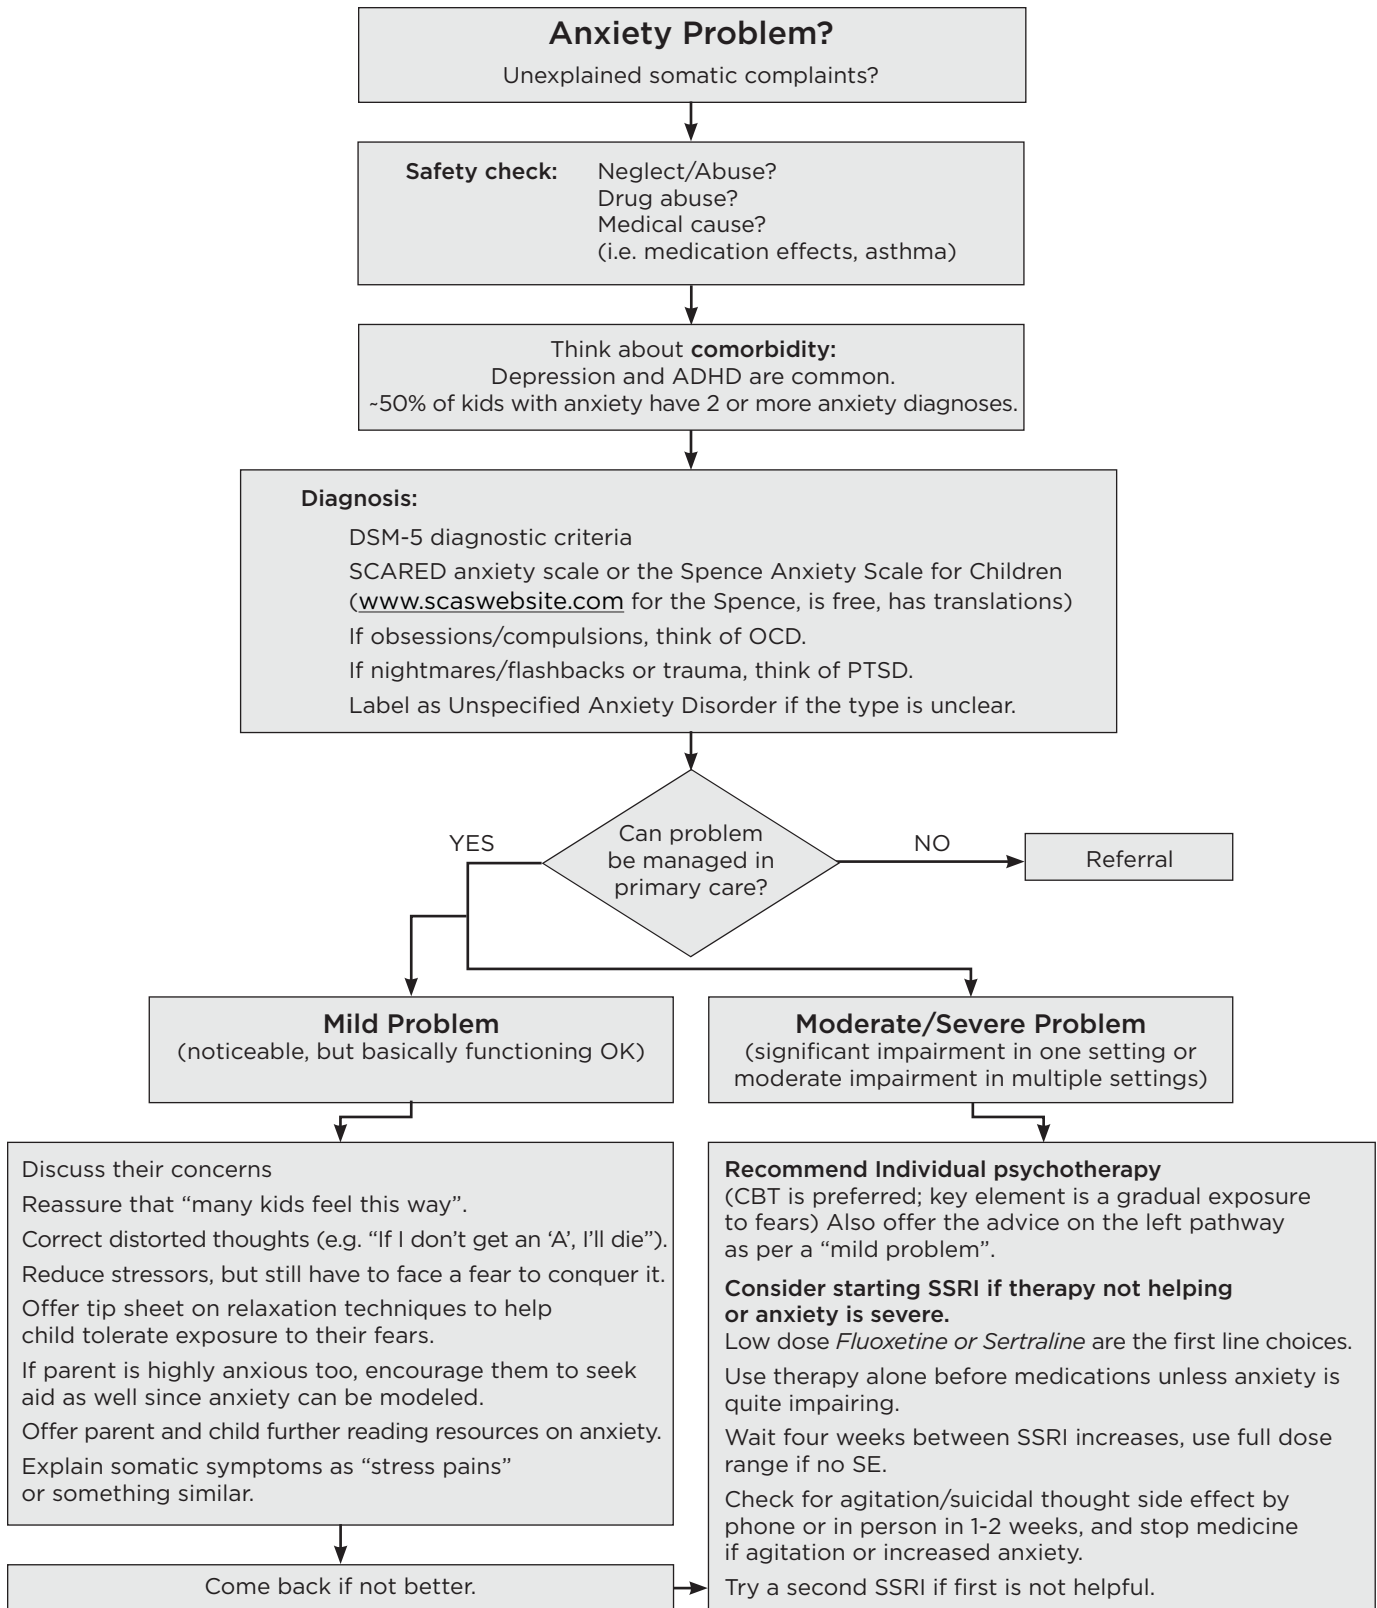 Anxiety Problem?
Unexplained somatic complaints?
Safety check: Neglect/Abuse?
Drug abuse?
Medical cause?
(i.e. medication effects, asthma)
Think about comorbidity:
Depression and ADHD are common.
~50% of kids with anxiety have 2 or more anxiety diagnoses.
Diagnosis:
DSM-5 diagnostic criteria
SCARED anxiety scale or the Spence Anxiety Scale for Children
(www.scaswebsite.com for the Spence, is free, has translations)
If obsessions/compulsions, think of OCD.
If nightmares/flashbacks or trauma, think of PTSD.
Label as Unspecified Anxiety Disorder if the type is unclear.
Can problem
be managed in
primary care?
YES
NO
Referral
Mild Problem
(noticeable, but basically functioning OK)
Moderate/Severe Problem
(significant impairment in one setting or
moderate impairment in multiple settings)
Discuss their concerns
Reassure that “many kids feel this way”.
Correct distorted thoughts (e.g. “If I don’t get an ‘A’, I’ll die”).
Reduce stressors, but still have to face a fear to conquer it.
Offer tip sheet on relaxation techniques to help
child tolerate exposure to their fears.
If parent is highly anxious too, encourage them to seek
aid as well since anxiety can be modeled.
Offer parent and child further reading resources on anxiety.
Explain somatic symptoms as “stress pains”
or something similar.
Come back if not better.
Recommend Individual psychotherapy
(CBT is preferred; key element is a gradual exposure
to fears) Also offer the advice on the left pathway
as per a “mild problem”.
Consider starting SSRI if therapy not helping
or anxiety is severe.
Low dose Fluoxetine or Sertraline are the first line choices.
Use therapy alone before medications unless anxiety is
quite impairing.
Wait four weeks between SSRI increases, use full dose
range if no SE.
Check for agitation/suicidal thought side effect by
phone or in person in 1-2 weeks, and stop medicine
if agitation or increased anxiety.
Try a second SSRI if first is not helpful.